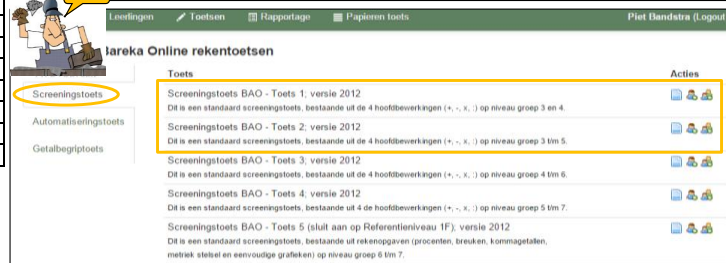 Leerlingen Toetsen Rapportage Papieren toets Piet Bandstra (Logout
Bareka Online rekentoetsen
Toets Acties
Screeningstoets
Automatiseringstoets
Getalbegriptoets
Screeningstoets BAO - Toets 1; versie 2012
Dit is een standaard screeningstoets, bestaande uit de 4 hoofdbewerkingen (+, -, x, :) op niveau groep 3 en 4.
Screeningstoets BAO - Toets 2; versie 2012
Dit is een standaard screeningstoets, bestaande uit de 4 hoofdbewerkingen (+, -, x, :) op niveau groep 3 t/m 5.
Screeningstoets BAO - Toets 3; versie 2012
Dit is een standaard screeningstoets, bestaande uit de 4 hoofdbewerkingen (+, -, x, :) op niveau groep 4 t/m 6.
Screeningstoets BAO - Toets 4; versie 2012
Dit is een standaard screeningstoets, bestaande uit 4 de hoofdbewerkingen (+, -, x, :) op niveau groep 5 t/m 7.
Screeningstoets BAO - Toets 5 (sluit aan op Referentieniveau 1F); versie 2012
Dit is een standaard screeningstoets, bestaande uit rekenopgaven (procenten, breuken, kommagetallen,
metriek stelsel en eenvoudige grafieken) op niveau groep 6 t/m 7.